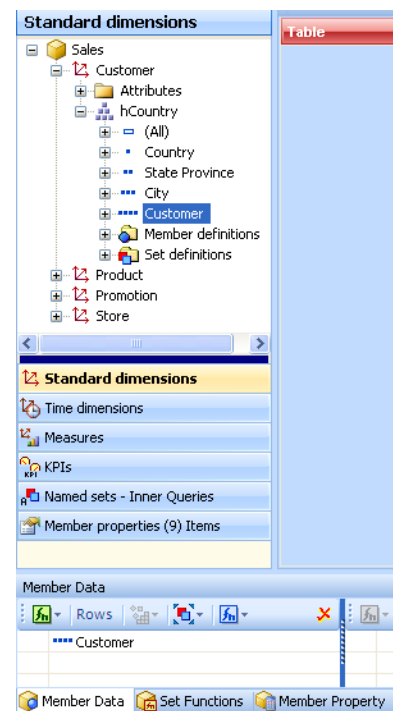 Standard dimensions
Table
Sales
Customer
Attributes
hCountry
(All)
Country
State Province
City
Customer
Member definitions
Set definitions
Product
Promotion
Store
Standard dimensions
Time dimensions
Measures
KPIs
Named sets - Inner Queries
Member properties (9) Items
Member Data
Rows
Customer
Member Data Set Functions Member Property